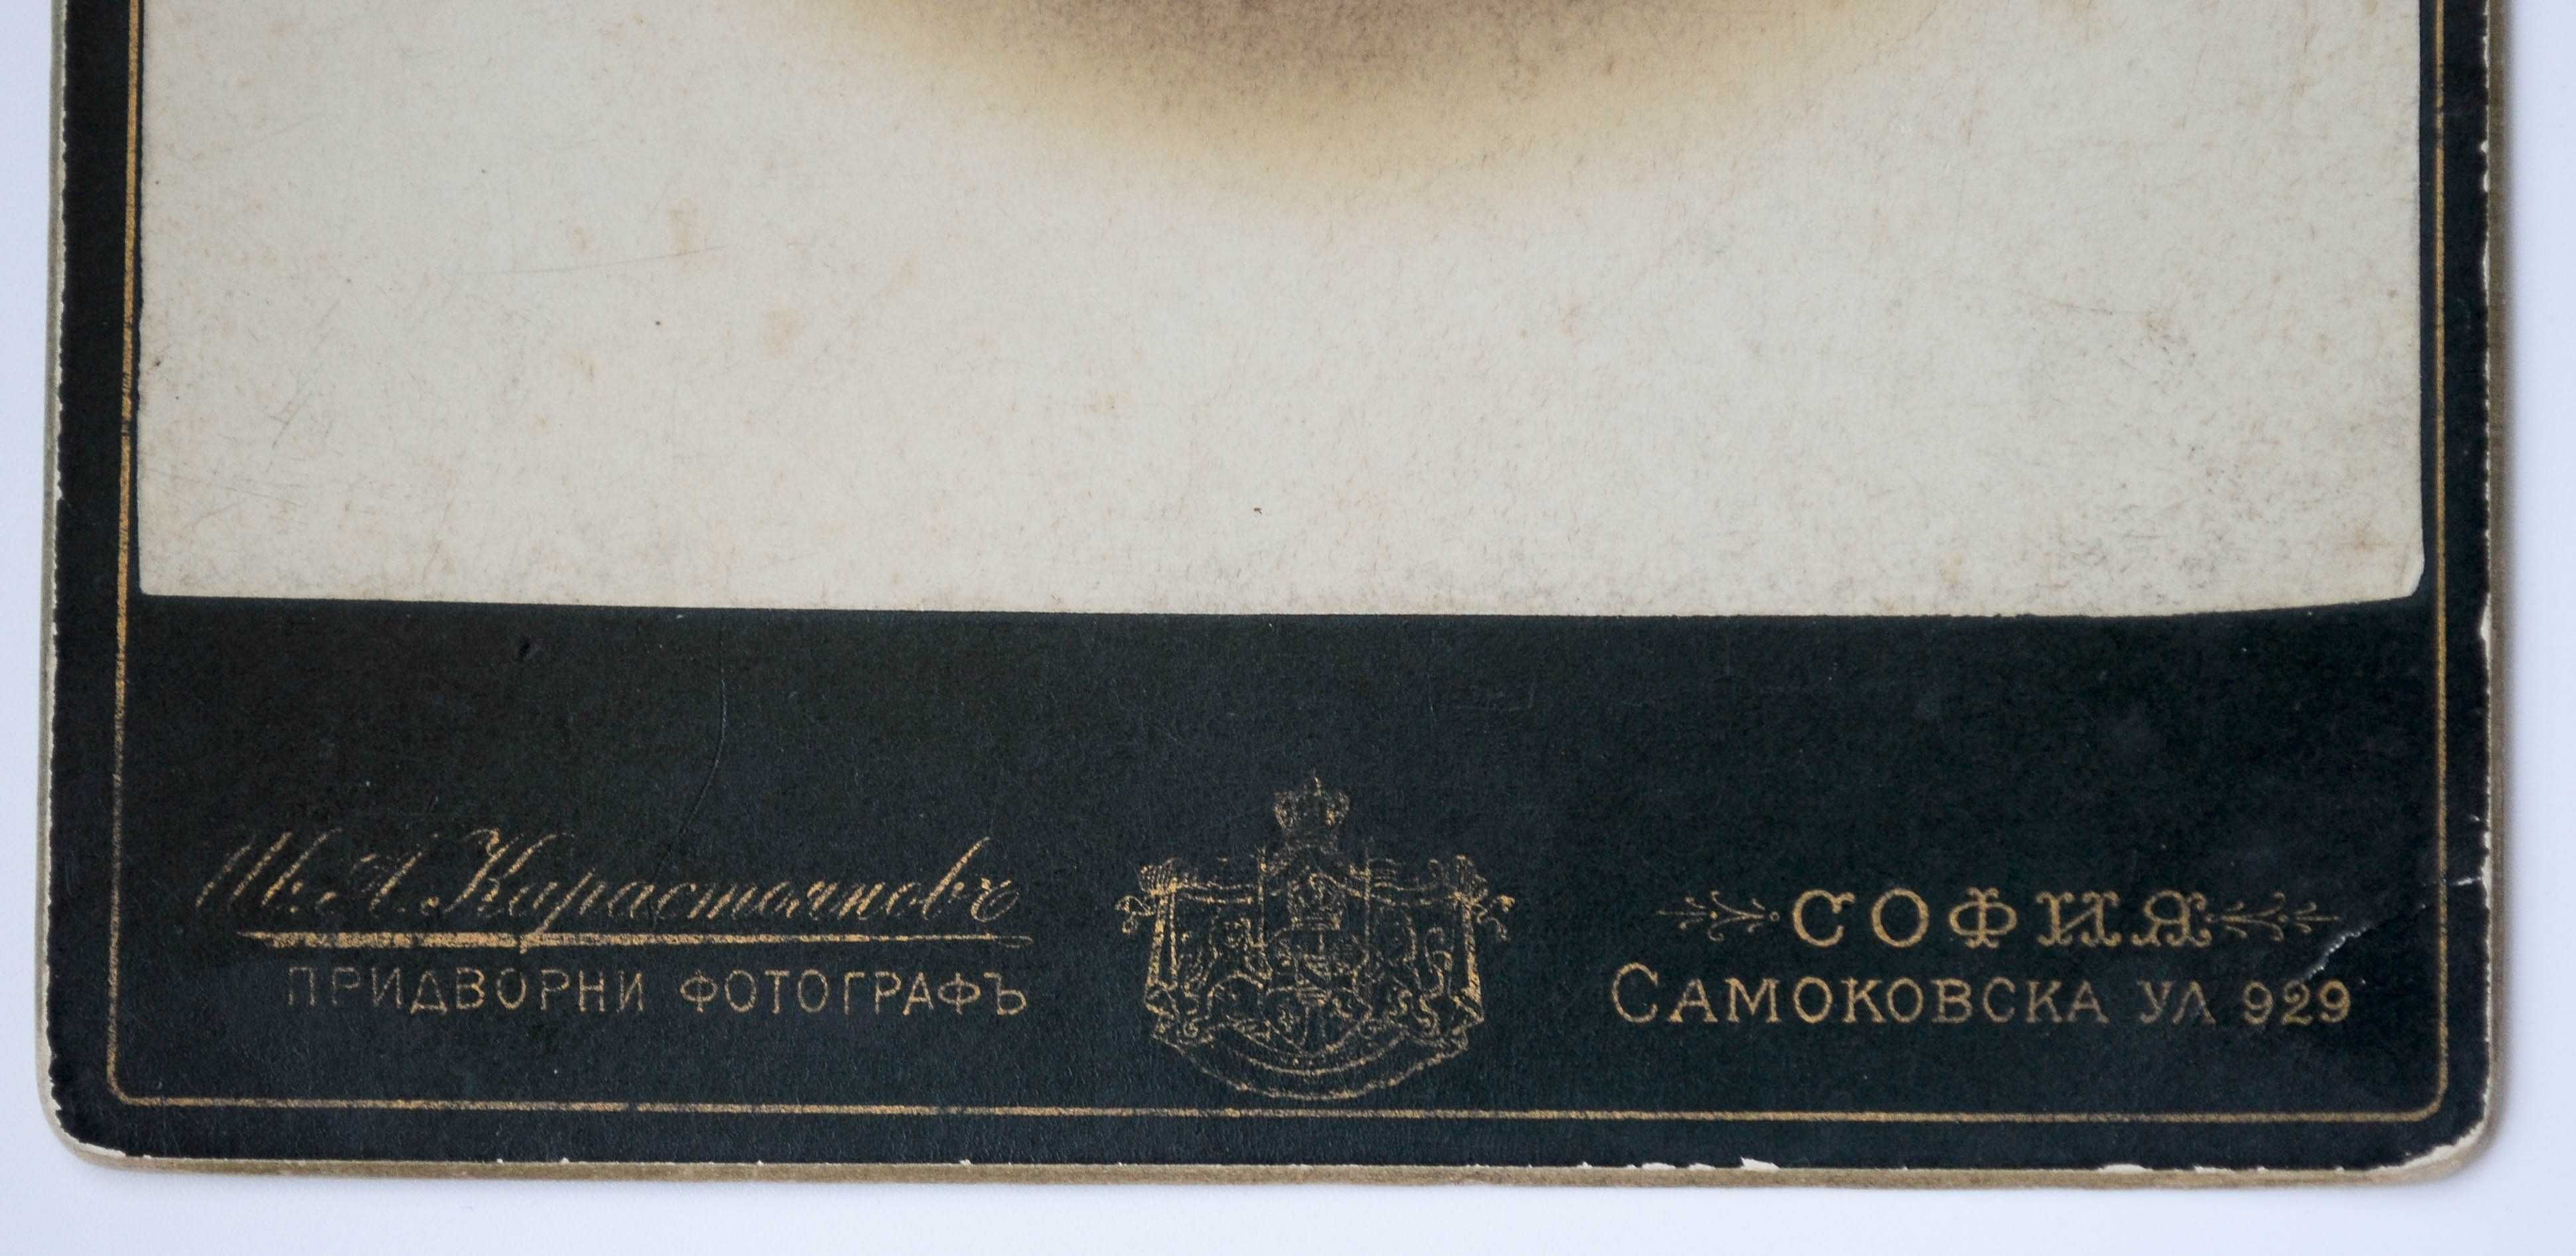 Ив. А. Карастояновъ
ПРИДВОРНИ ФОТОГРАФЪ
СОФИЯ
САМОКОВСКА УЛ 929